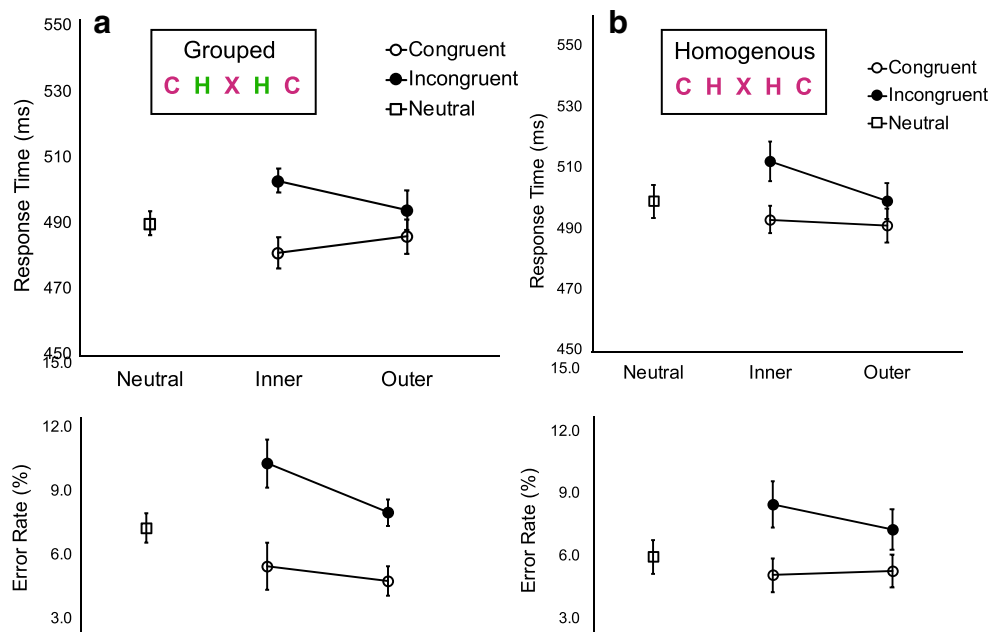 a
Grouped
C H X H C
Congruent
Incongruent
Neutral
Response Time (ms)
550
530
510
490
470
450
Neutral Inner Outer
15.0
12.0
9.0
6.0
3.0
Error Rate (%)
b
Homogenous
C H X H C
Congruent
Incongruent
Neutral
Response Time (ms)
550
530
510
490
470
450
Neutral Inner Outer
15.0
12.0
9.0
6.0
3.0
Error Rate (%)